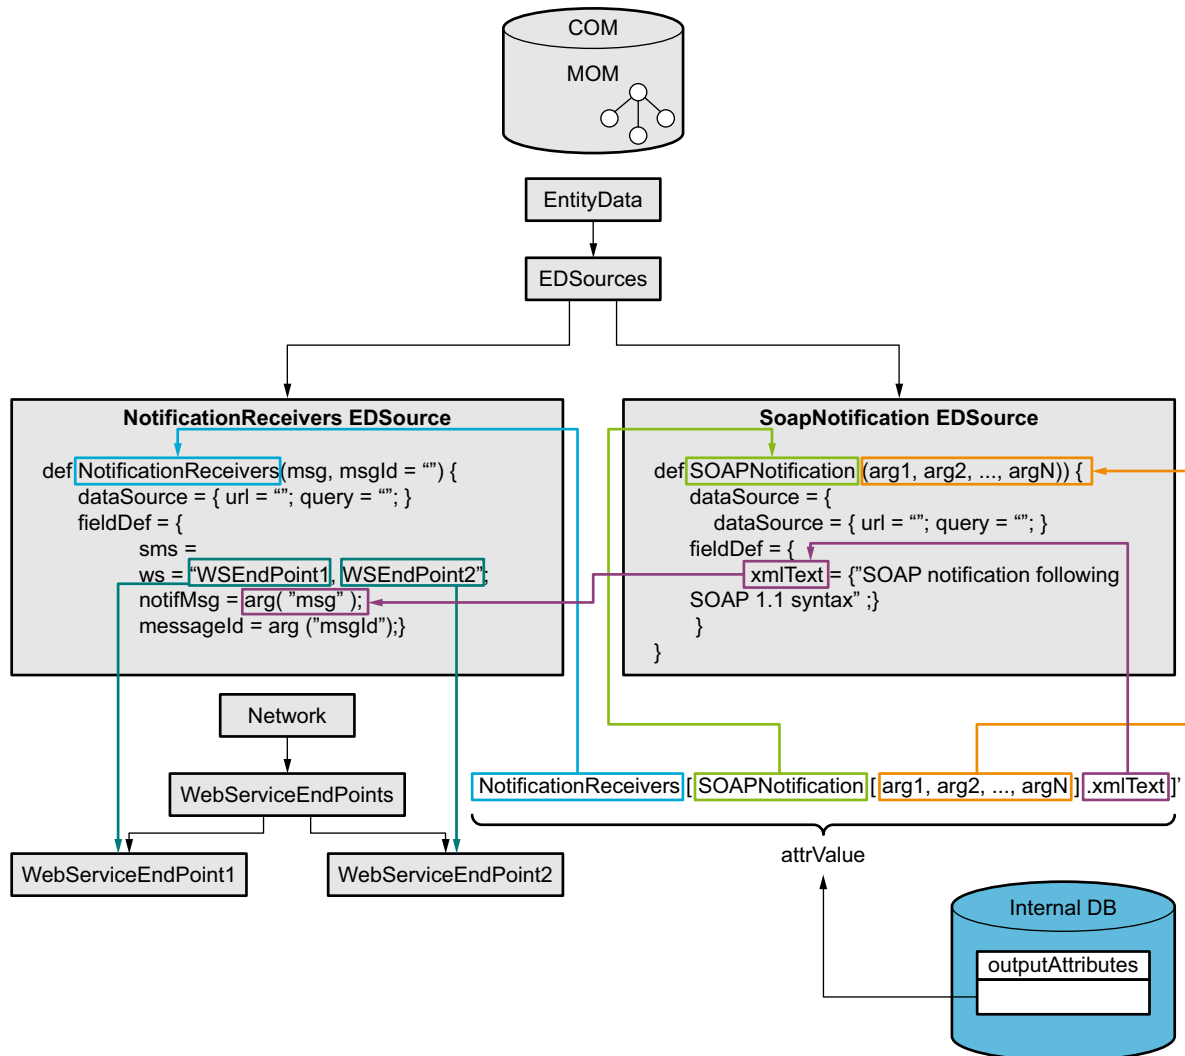 COM
MOM
EntityData
EDSources
NotificationReceivers EDSource
def NotificationReceivers(msg, msgId = “”) {
dataSource = { url = “”; query = “”; }
fieldDef = {
sms =
ws = “WSEndPoint1, WSEndPoint2”;
notifMsg = arg( ”msg” );
messageId = arg (”msgId”);}
SoapNotification EDSource
def SOAPNotification (arg1, arg2, ..., argN)) {
dataSource = {
dataSource = { url = “”; query = “”; }
fieldDef = {
xmlText = {”SOAP notification following
SOAP 1.1 syntax” ;}
}
}
Network
WebServiceEndPoints
WebServiceEndPoint1
WebServiceEndPoint2
NotificationReceivers [ SOAPNotification [ arg1, arg2, ..., argN ] .xmlText ]’
attrValue
Internal DB
outputAttributes